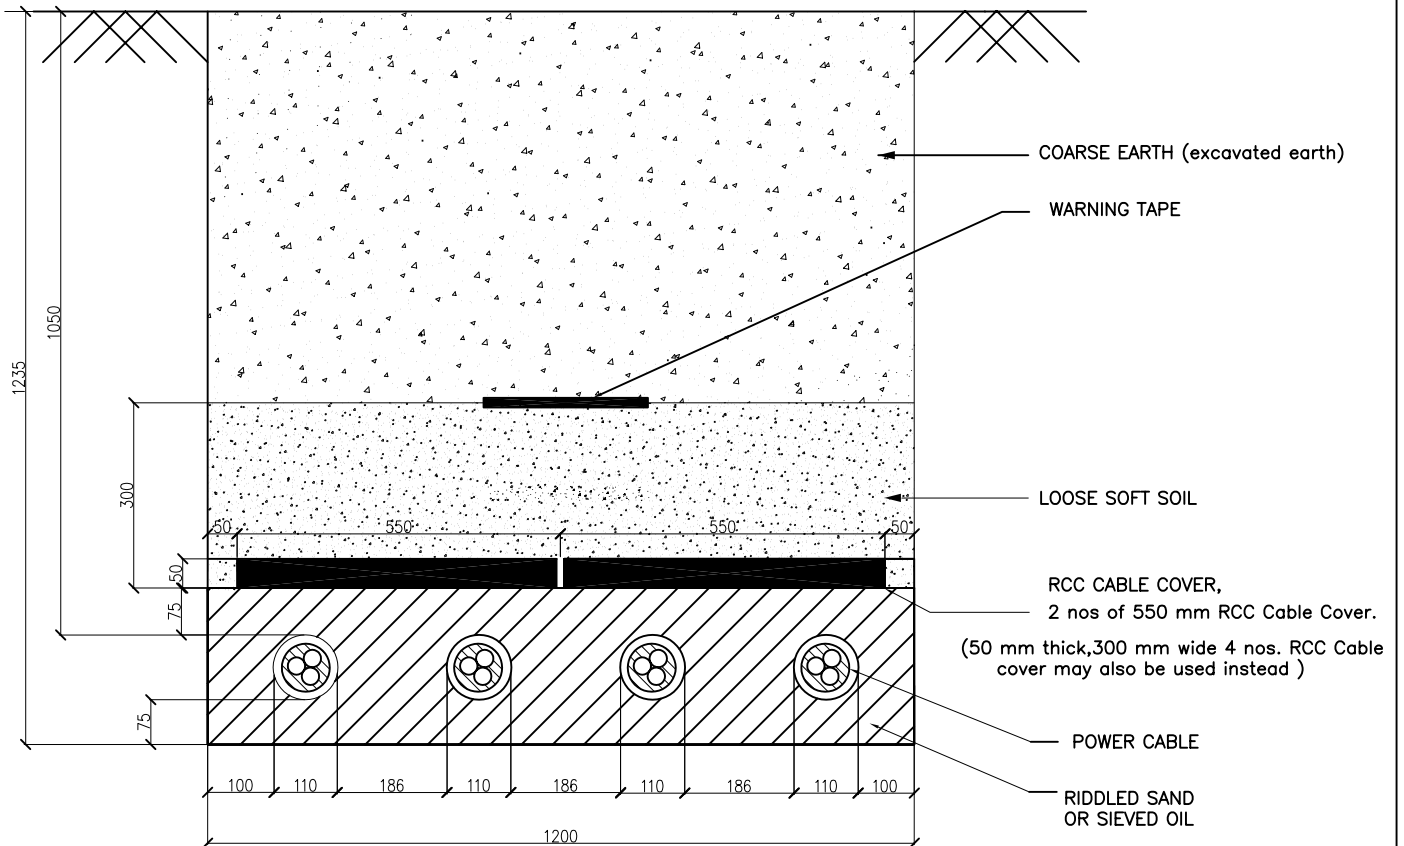 COARSE EARTH (excavated earth)
WARNING TAPE
1050
1235
300
LOOSE SOFT SOIL
50 550 550 50
50
75
RCC CABLE COVER,
2 nos of 550 mm RCC Cable Cover.
(50 mm thick,300 mm wide 4 nos. RCC Cable
cover may also be used instead )
75
POWER CABLE
100 110 186 110 186 110 186 110 100
RIDDLED SAND
OR SIEVED OIL
1200